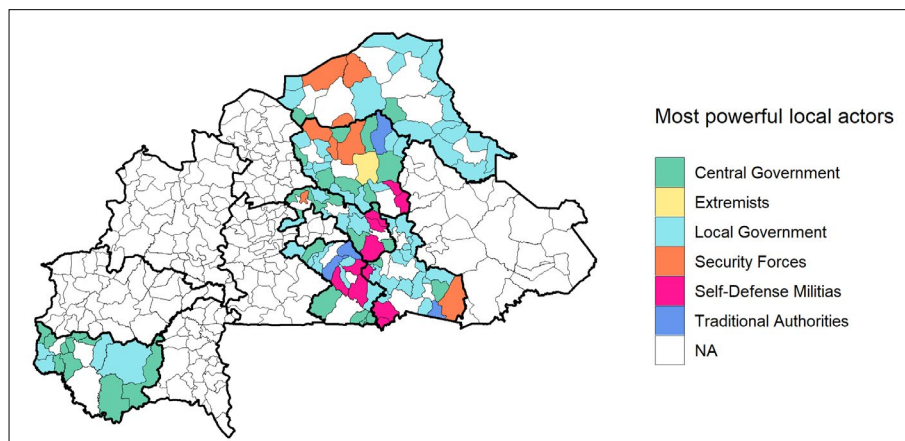 Most powerful local actors
Central Government
Extremists
Local Government
Security Forces
Self-Defense Militias
Traditional Authorities
NA